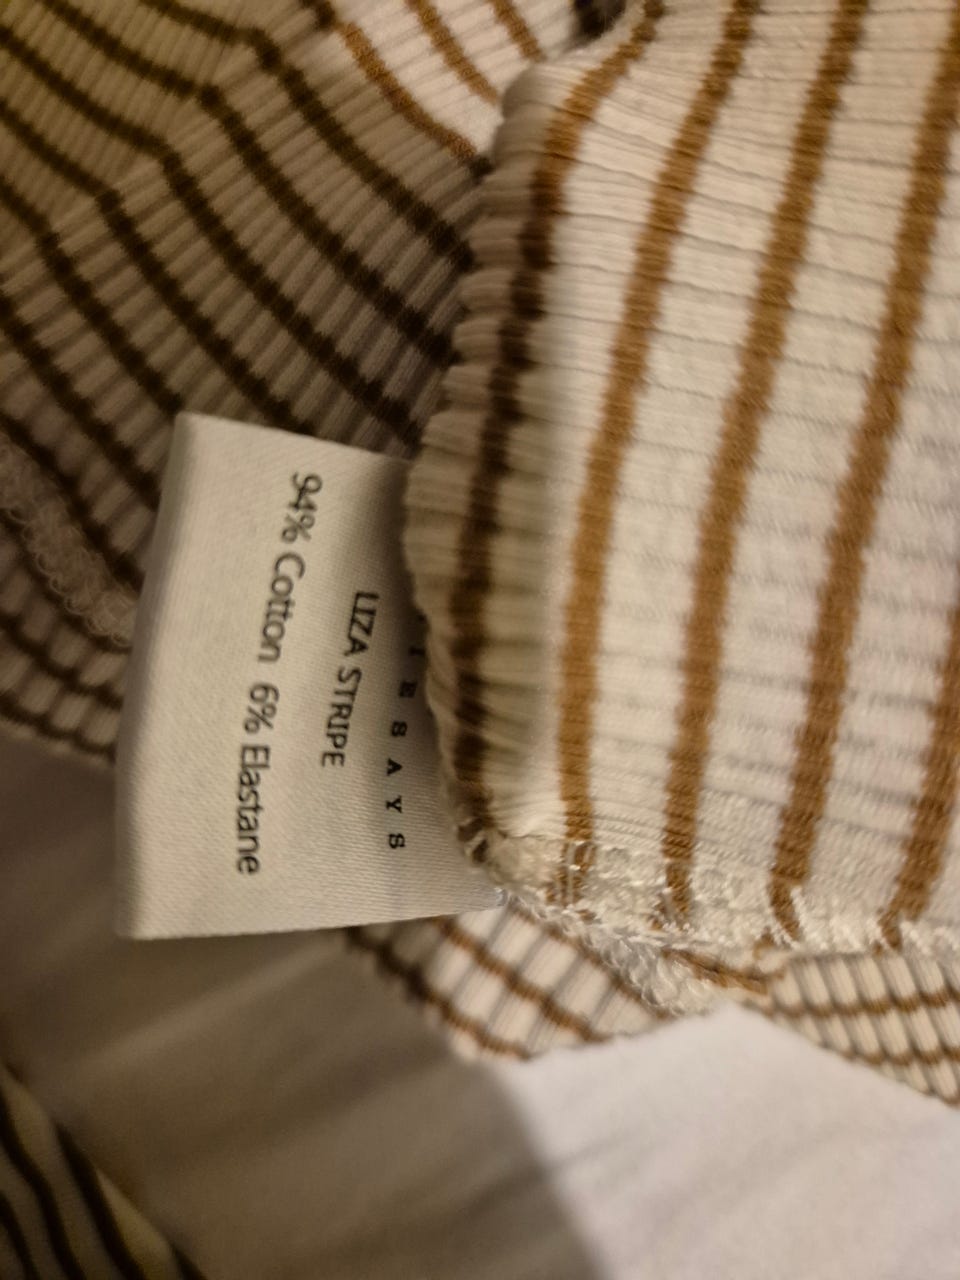 I E S A Y S
LIZA STRIPE
94% Cotton 6% Elastane